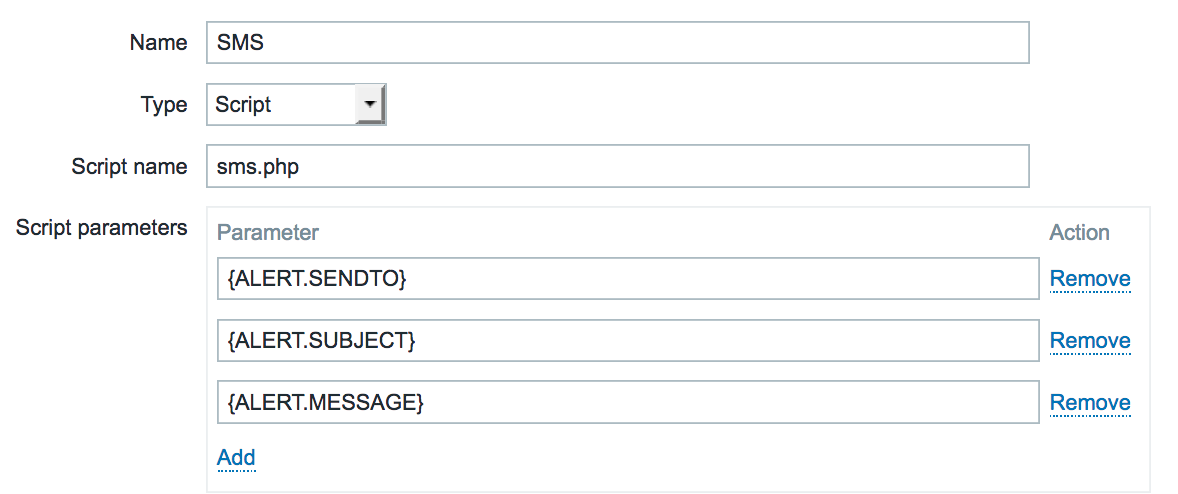 Name SMS
Type Script
Script name sms.php
Script parameters
Parameter Action
{ALERT.SENDTO} Remove
{ALERT.SUBJECT} Remove
{ALERT.MESSAGE} Remove
Add